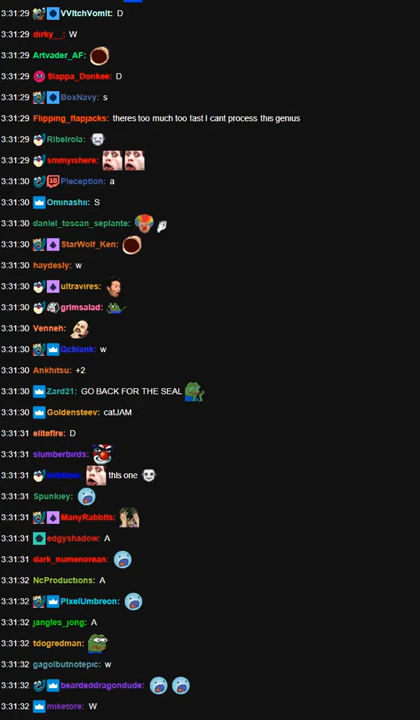 3:31:29 VVitchVomit: D
3:31:29 dirky__: W
3:31:29 Artvader_AF:
3:31:29 Slappa_Donkee: D
3:31:29 BoxNavy: s
3:31:29 Flipping_flapjacks: theres too much too fast I cant process this genius
3:31:29 Ribeirola:
3:31:29 smmyishere:
3:31:30 Pieception: a
3:31:30 Ominashii: S
3:31:30 daniel_toscan_seplante:
3:31:30 StarWolf_Ken:
3:31:30 haydesly: w
3:31:30 ultravires:
3:31:30 grimsalad:
3:31:30 Venneh:
3:31:30 Qcblank: w
3:31:30 Ankhitsu: +2
3:31:30 Zard21: GO BACK FOR THE SEAL
3:31:30 Goldensteev: catJAM
3:31:31 elitefire: D
3:31:31 slumberbirds:
3:31:31 this one
3:31:31 Spunkiey:
3:31:31 ManyRabbits:
3:31:31 edgyshadow: A
3:31:31 dark_numenorean:
3:31:32 NcProductions: A
3:31:32 PixelUmbreon:
3:31:32 jangles_jong: A
3:31:32 tdogredman:
3:31:32 gagolbutnotepic: w
3:31:32 beardeddragondude:
3:31:32 miketore: W